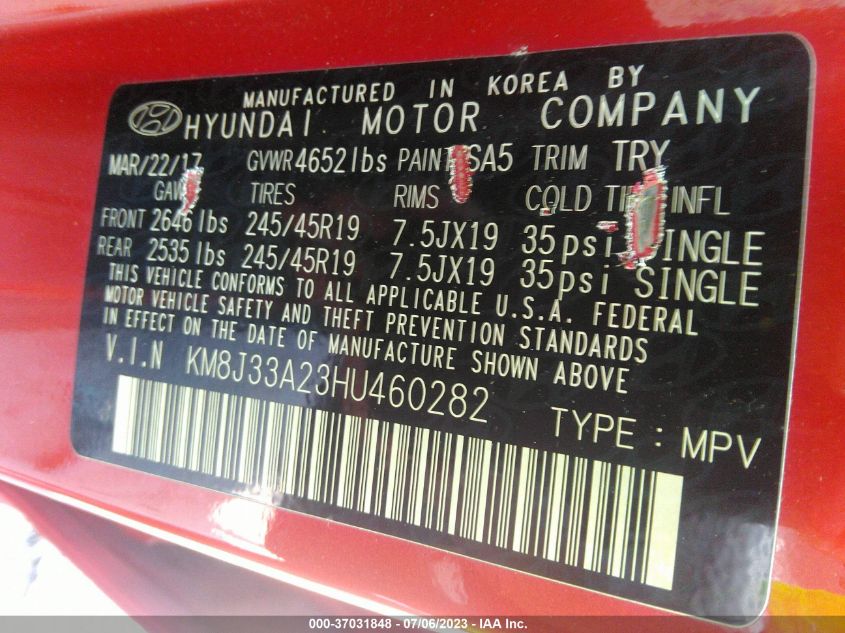 MANUFACTURED IN KOREA BY
HYUNDAI MOTOR COMPANY
MAR/22/17 GVWR 4652 lbs PAINT SA5 TRIM TRY
TIRES RIMS COLD INFL
FRONT 2646 lbs 245/45R19 7.5JX19 35psi SINGLE
REAR 2535 lbs 245/45R19 7.5JX19 35psi SINGLE
THIS VEHICLE CONFORMS TO ALL APPLICABLE U.S.A. FEDERAL
MOTOR VEHICLE SAFETY AND THEFT PREVENTION STANDARDS
IN EFFECT ON THE DATE OF MANUFACTURE SHOWN ABOVE
V.I.N KM8J33A23HU460282 TYPE : MPV
000-37031848 - 07/06/2023 - IAA Inc.